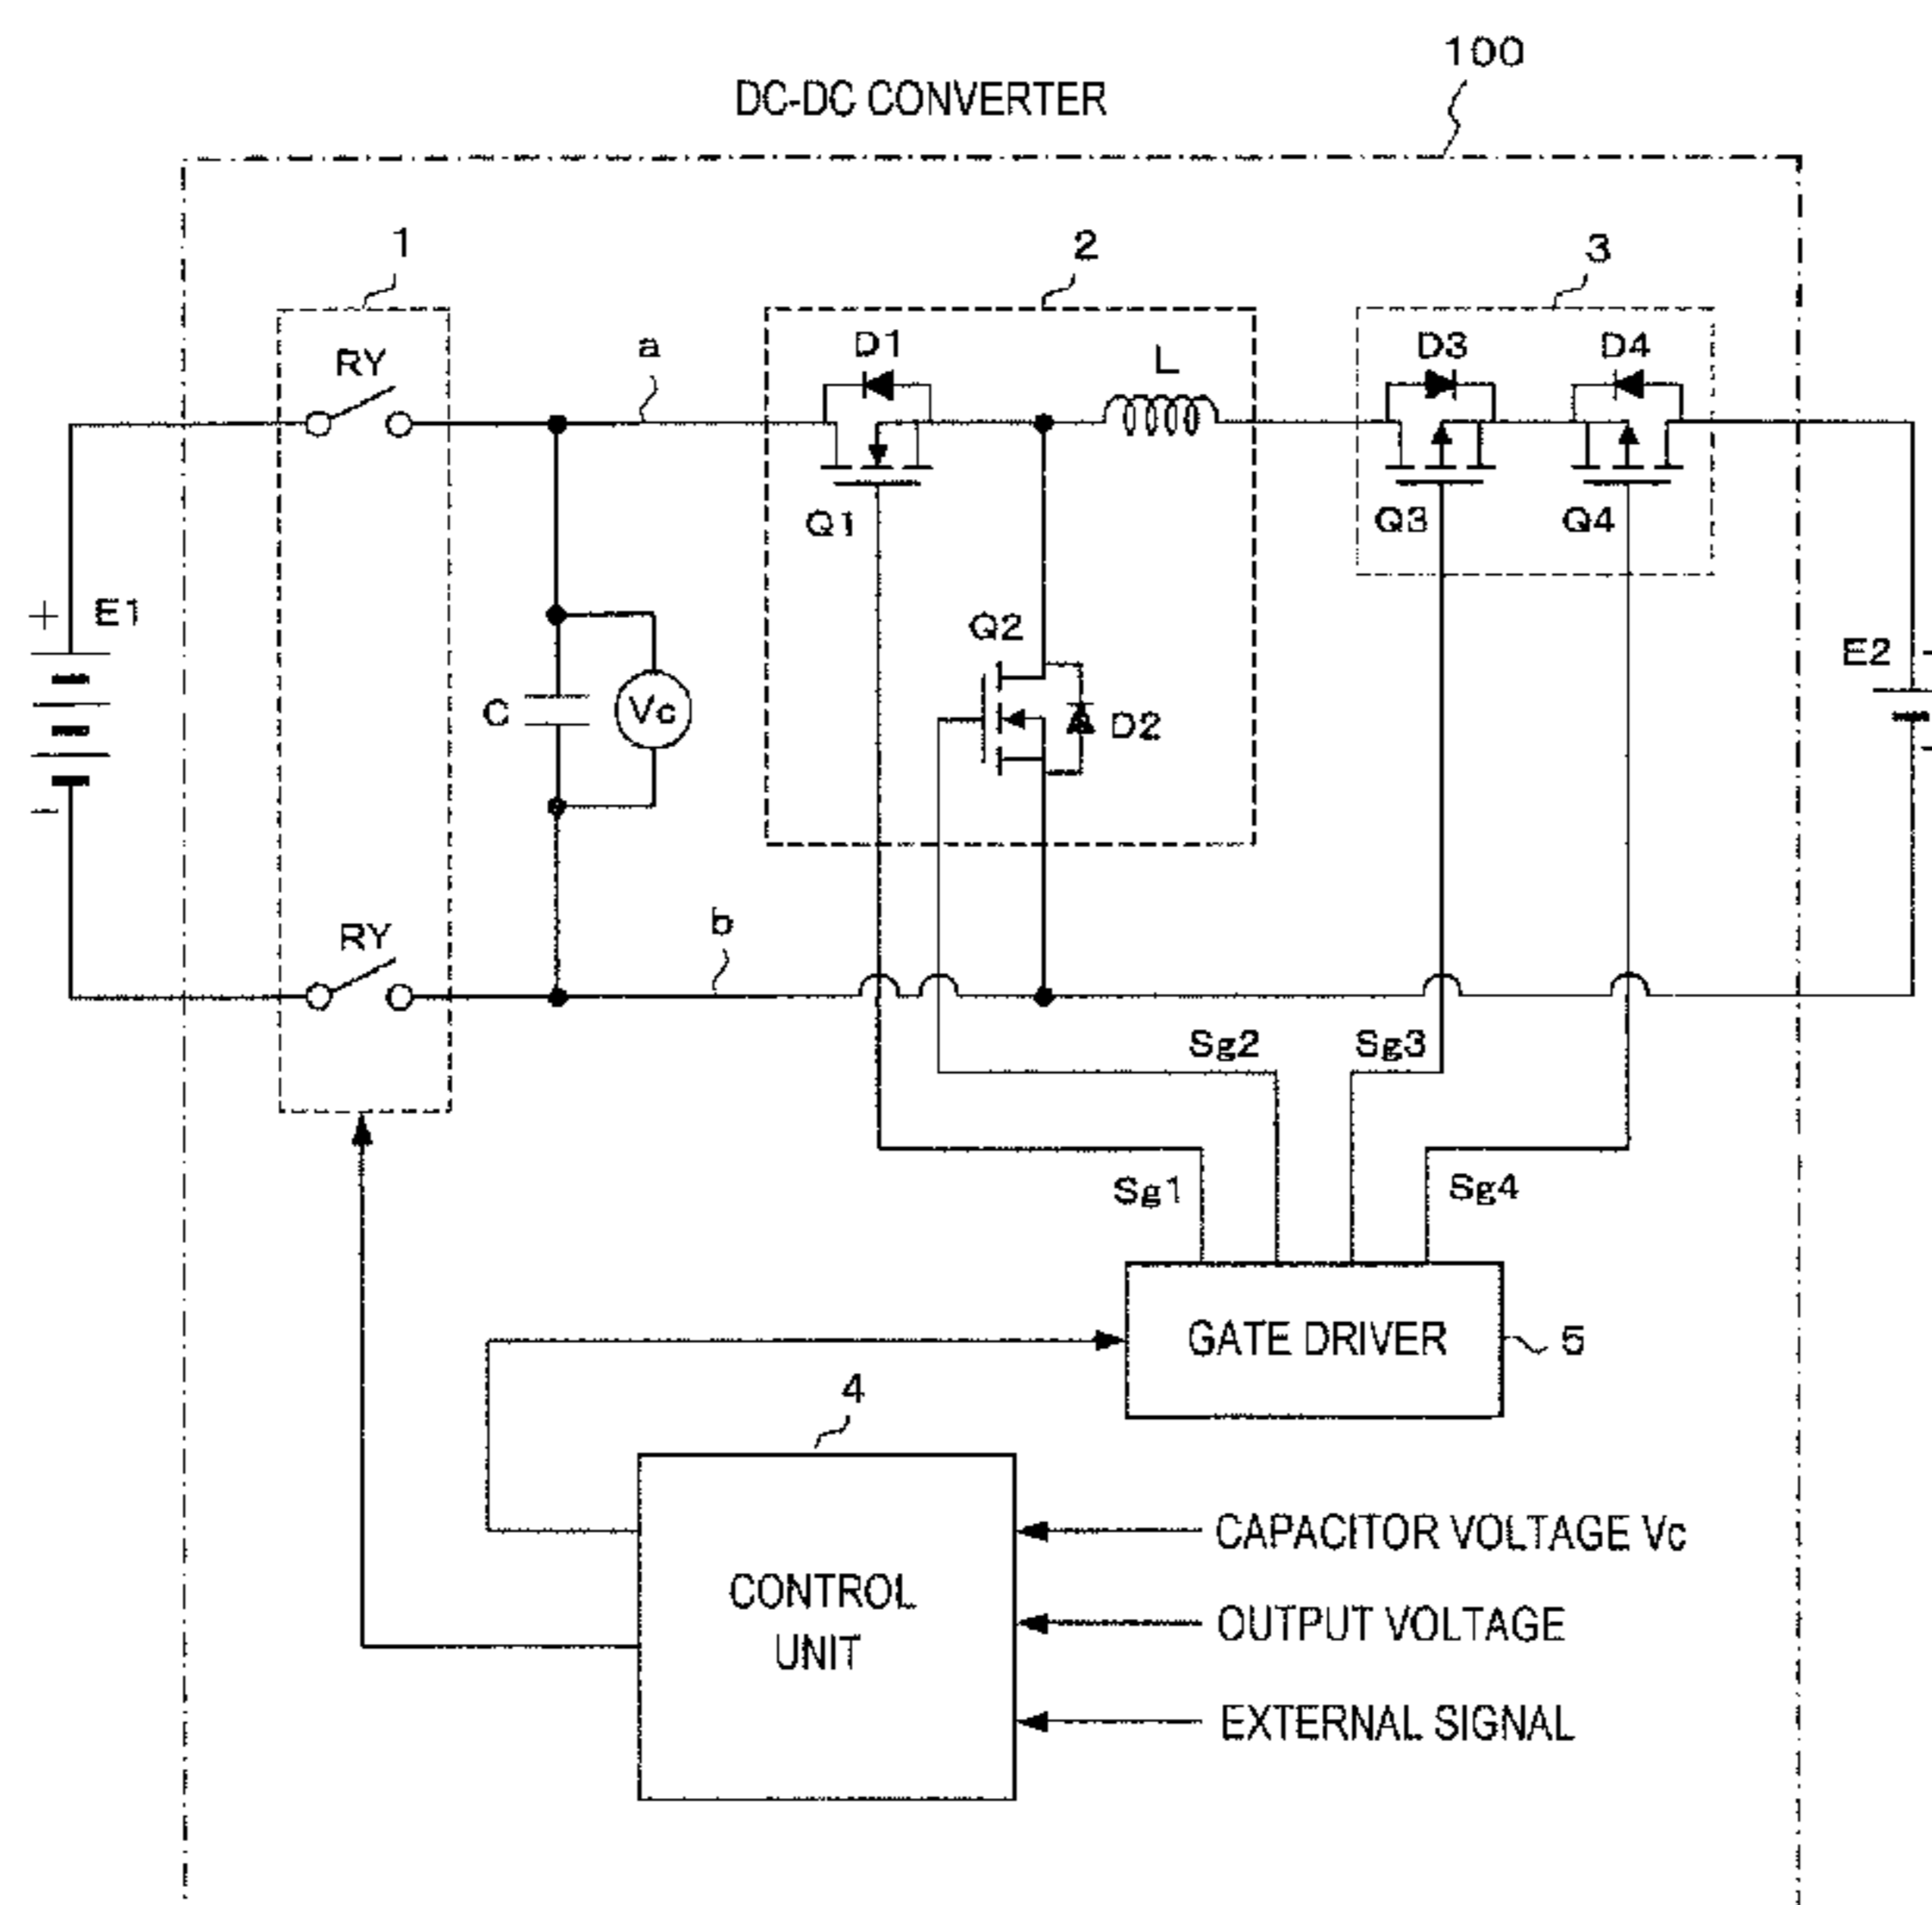 100
DC-DC CONVERTER
1
2
3
RY
a
D1
L
D3
D4
Q1
Q3
Q4
+
E1
Q2
E2
C
Vc
D2
−
−
−
RY
b
Sg2
Sg3
Sg1
Sg4
GATE DRIVER
5
4
CAPACITOR VOLTAGE Vc
CONTROL
UNIT
OUTPUT VOLTAGE
EXTERNAL SIGNAL